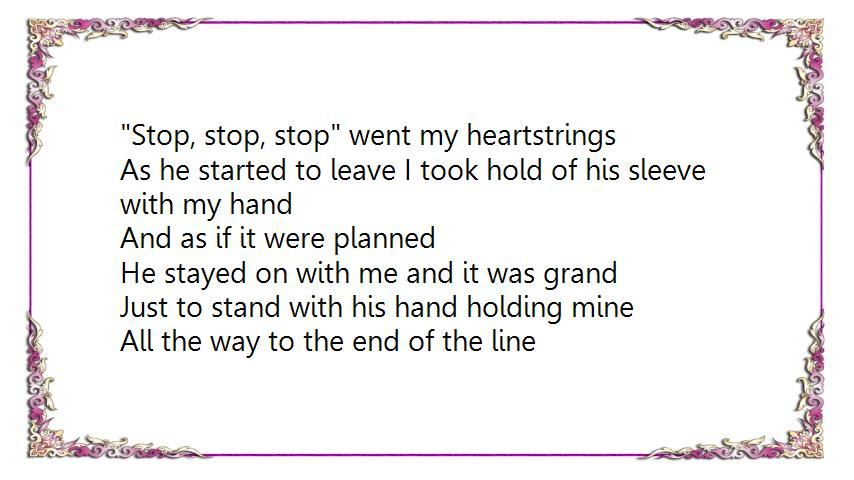 "Stop, stop, stop" went my heartstrings
As he started to leave I took hold of his sleeve
with my hand
And as if it were planned
He stayed on with me and it was grand
Just to stand with his hand holding mine
All the way to the end of the line